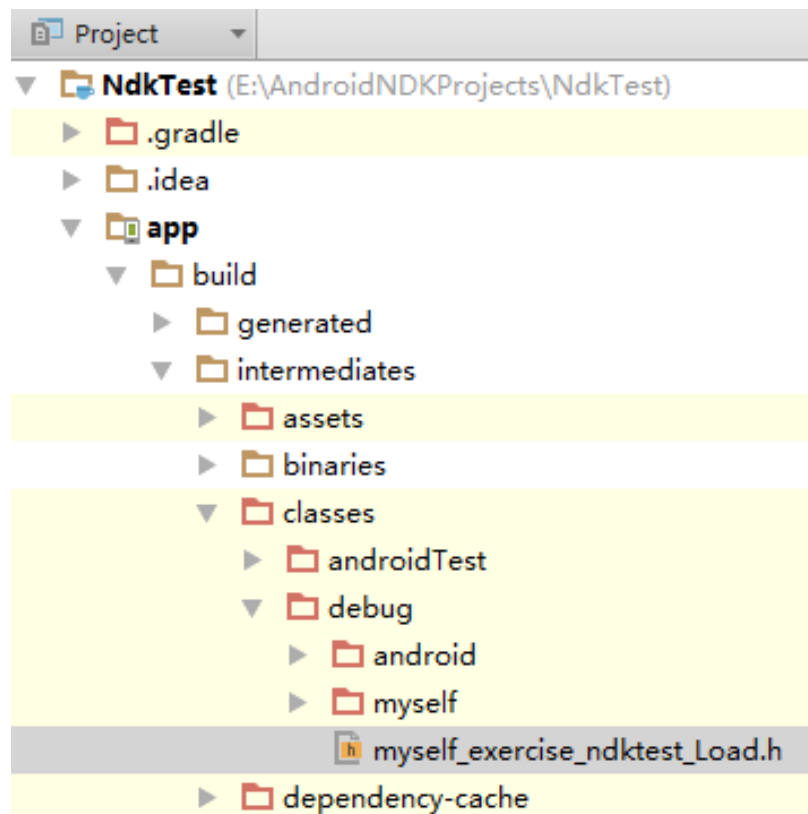 Project
NdkTest (E:\AndroidNDKProjects\NdkTest)
.gradle
.idea
app
build
generated
intermediates
assets
binaries
classes
androidTest
debug
android
myself
myself_exercise_ndktest_Load.h
dependency-cache